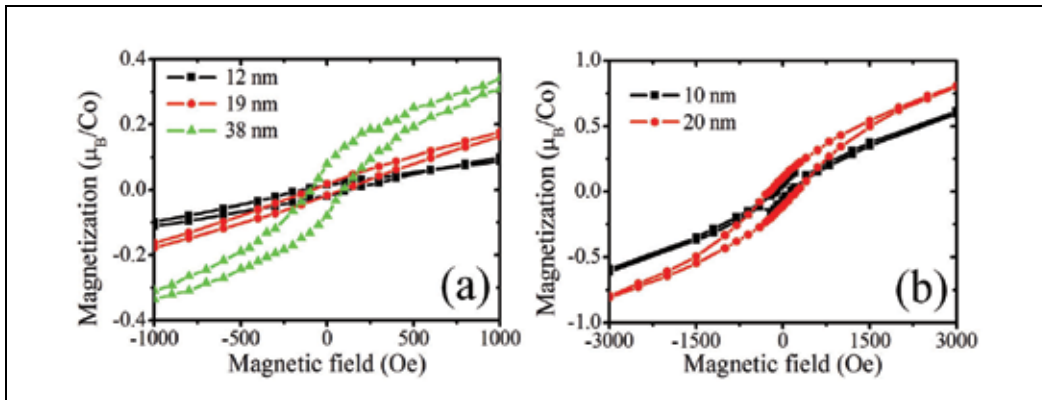 0.4
0.2
0.0
-0.2
-0.4
Magnetization (μB/Co)
12 nm
19 nm
38 nm
(a)
-1000 -500 0 500 1000
Magnetic field (Oe)
1.0
0.5
0.0
-0.5
-1.0
Magnetization (μB/Co)
10 nm
20 nm
(b)
-3000 -1500 0 1500 3000
Magnetic field (Oe)